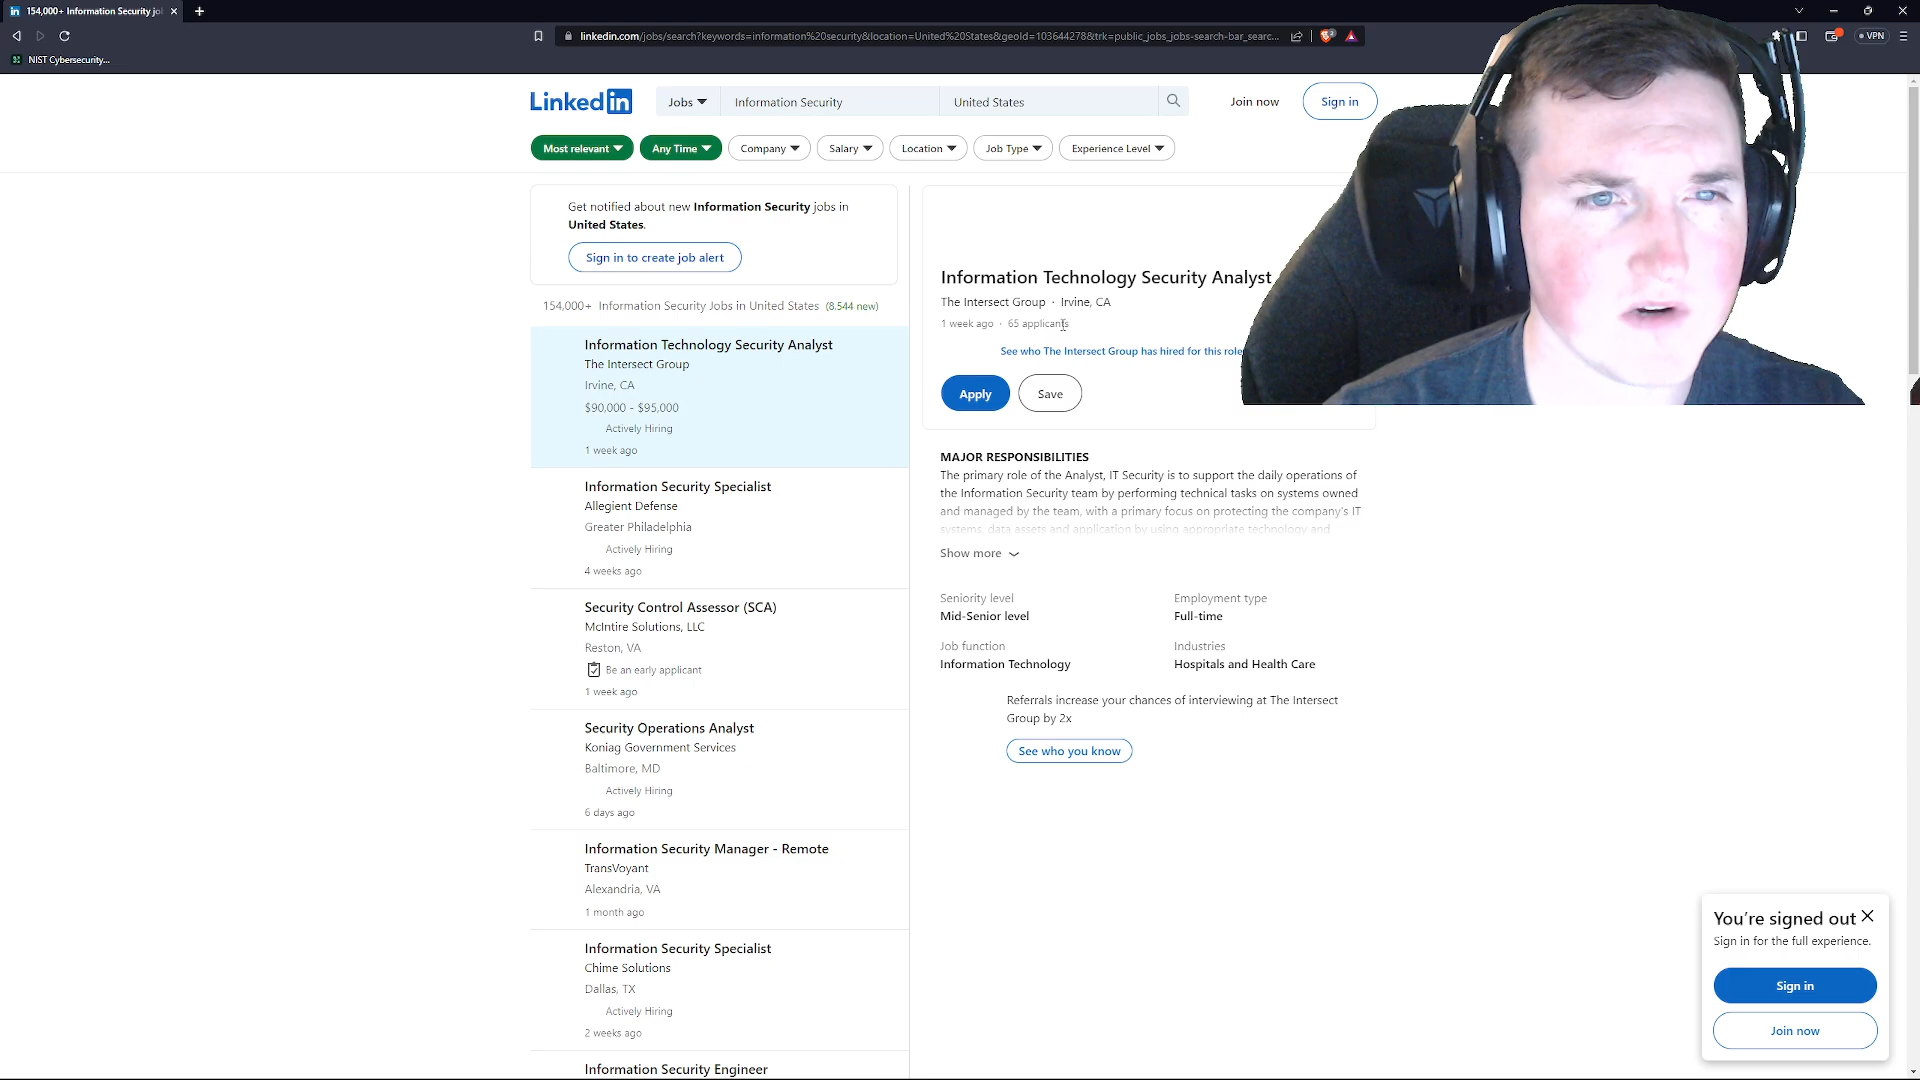 154,000+ Information Security jo
NIST Cybersecurity...
linkedin.com/jobs/search?keywords=information%20security&location=United%20States&geoId=103644278&trk=public_jobs_jobs-search-bar_searc...
VPN
Linked in
Jobs
Information Security
United States
Join now
Sign in
Most relevant
Any Time
Company
Salary
Location
Job Type
Experience Level
Get notified about new Information Security jobs in
United States.
Sign in to create job alert
154,000+ Information Security Jobs in United States (8,544 new)
Information Technology Security Analyst
The Intersect Group
Irvine, CA
$90,000 - $95,000
Actively Hiring
1 week ago
Information Security Specialist
Allegient Defense
Greater Philadelphia
Actively Hiring
4 weeks ago
Security Control Assessor (SCA)
McIntire Solutions, LLC
Reston, VA
Be an early applicant
1 week ago
Security Operations Analyst
Koniag Government Services
Baltimore, MD
Actively Hiring
6 days ago
Information Security Manager - Remote
TransVoyant
Alexandria, VA
1 month ago
Information Security Specialist
Chime Solutions
Dallas, TX
Actively Hiring
2 weeks ago
Information Security Engineer
Information Technology Security Analyst
The Intersect Group · Irvine, CA
1 week ago · 65 applicants
See who The Intersect Group has hired for this role
Apply
Save
MAJOR RESPONSIBILITIES
The primary role of the Analyst, IT Security is to support the daily operations of
the Information Security team by performing technical tasks on systems owned
and managed by the team, with a primary focus on protecting the company's IT
systems, data assets and application by using appropriate technology and
Show more
Seniority level
Mid-Senior level
Employment type
Full-time
Job function
Information Technology
Industries
Hospitals and Health Care
Referrals increase your chances of interviewing at The Intersect
Group by 2x
See who you know
You're signed out
Sign in for the full experience.
Sign in
Join now